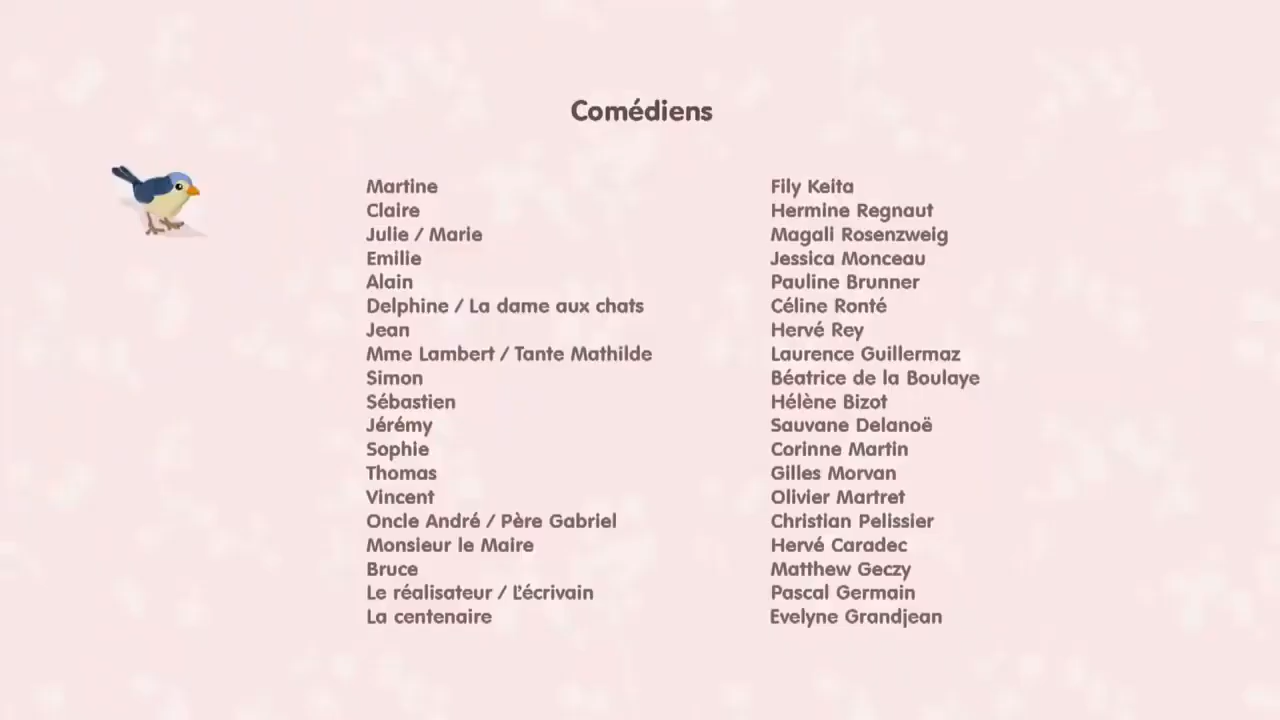 Comédiens
Martine Fily Keita
Claire Hermine Regnaut
Julie / Marie Magali Rosenzweig
Emilie Jessica Monceau
Alain Pauline Brunner
Delphine / La dame aux chats Céline Ronté
Jean Hervé Rey
Mme Lambert / Tante Mathilde Laurence Guillermaz
Simon Béatrice de la Boulaye
Sébastien Hélène Bizot
Jérémy Sauvane Delanoë
Sophie Corinne Martin
Thomas Gilles Morvan
Vincent Olivier Martret
Oncle André / Père Gabriel Christian Pelissier
Monsieur le Maire Hervé Caradec
Bruce Matthew Geczy
Le réalisateur / L'écrivain Pascal Germain
La centenaire Evelyne Grandjean